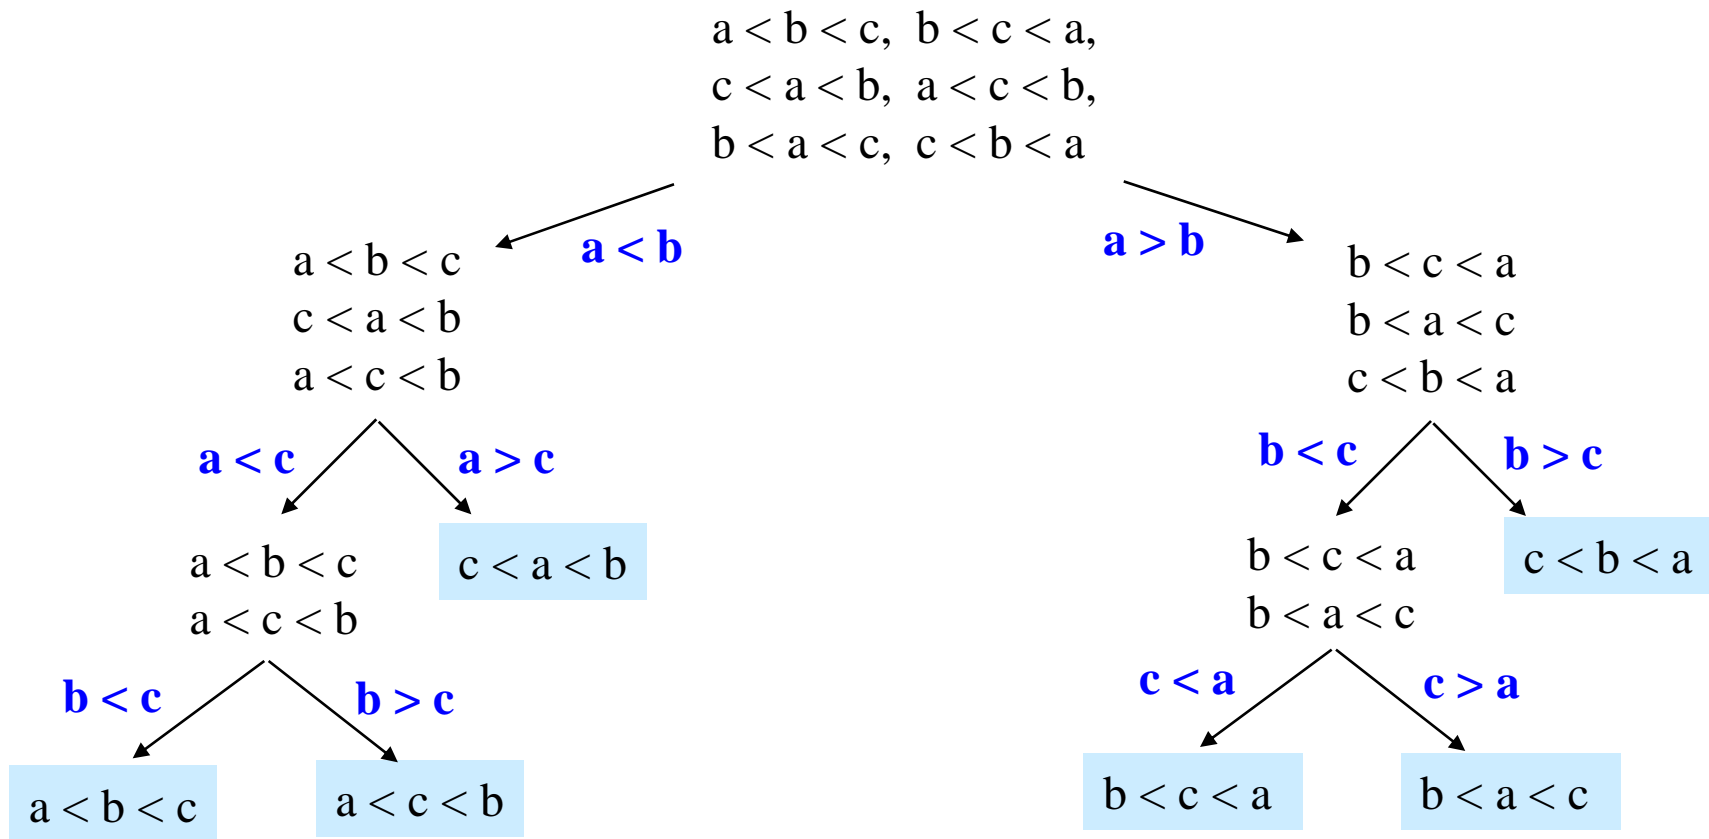 a < b < c, b < c < a,
c < a < b, a < c < b,
b < a < c, c < b < a
a < b
a > b
a < b < c
c < a < b
a < c < b
b < c < a
b < a < c
c < b < a
a < c
a > c
b < c
b > c
a < b < c
a < c < b
c < a < b
b < c < a
b < a < c
c < b < a
b < c
b > c
c < a
c > a
a < b < c
a < c < b
b < c < a
b < a < c